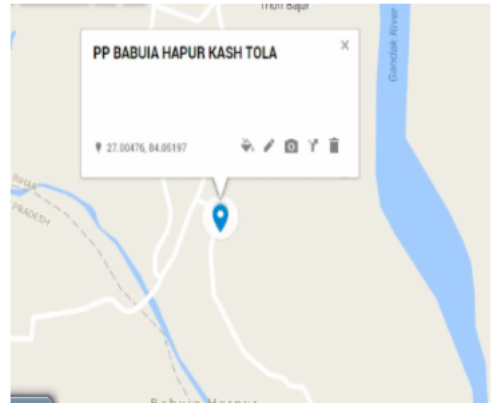 PP BABUIA HAPUR KASH TOLA
27.00476, 84.05197
Gandak River
BIHAR
PRADESH